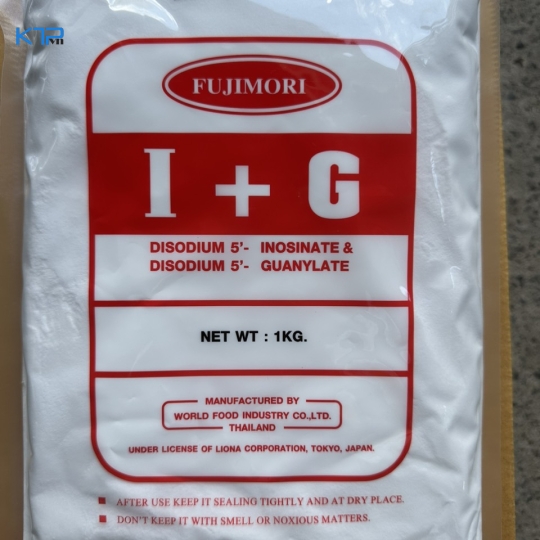 KTP
VN
FUJIMORI
I + G
DISODIUM 5'- INOSINATE &
DISODIUM 5'- GUANYLATE
NET WT : 1KG.
MANUFACTURED BY
WORLD FOOD INDUSTRY CO.,LTD.
THAILAND
UNDER LICENSE OF LIONA CORPORATION, TOKYO, JAPAN.
■ AFTER USE KEEP IT SEALING TIGHTLY AND AT DRY PLACE.
■ DON'T KEEP IT WITH SMELL OR NOXIOUS MATTERS.